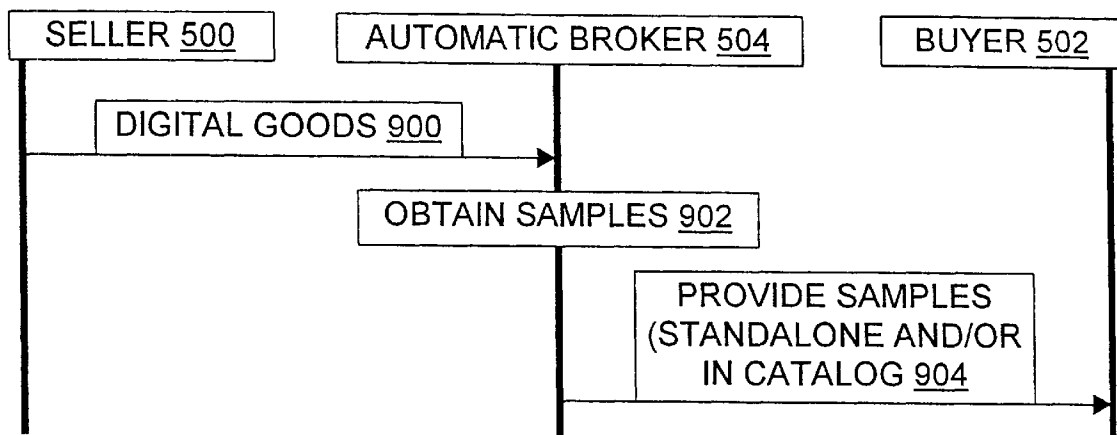 SELLER 500
AUTOMATIC BROKER 504
BUYER 502
DIGITAL GOODS 900
OBTAIN SAMPLES 902
PROVIDE SAMPLES
(STANDALONE AND/OR
IN CATALOG 904